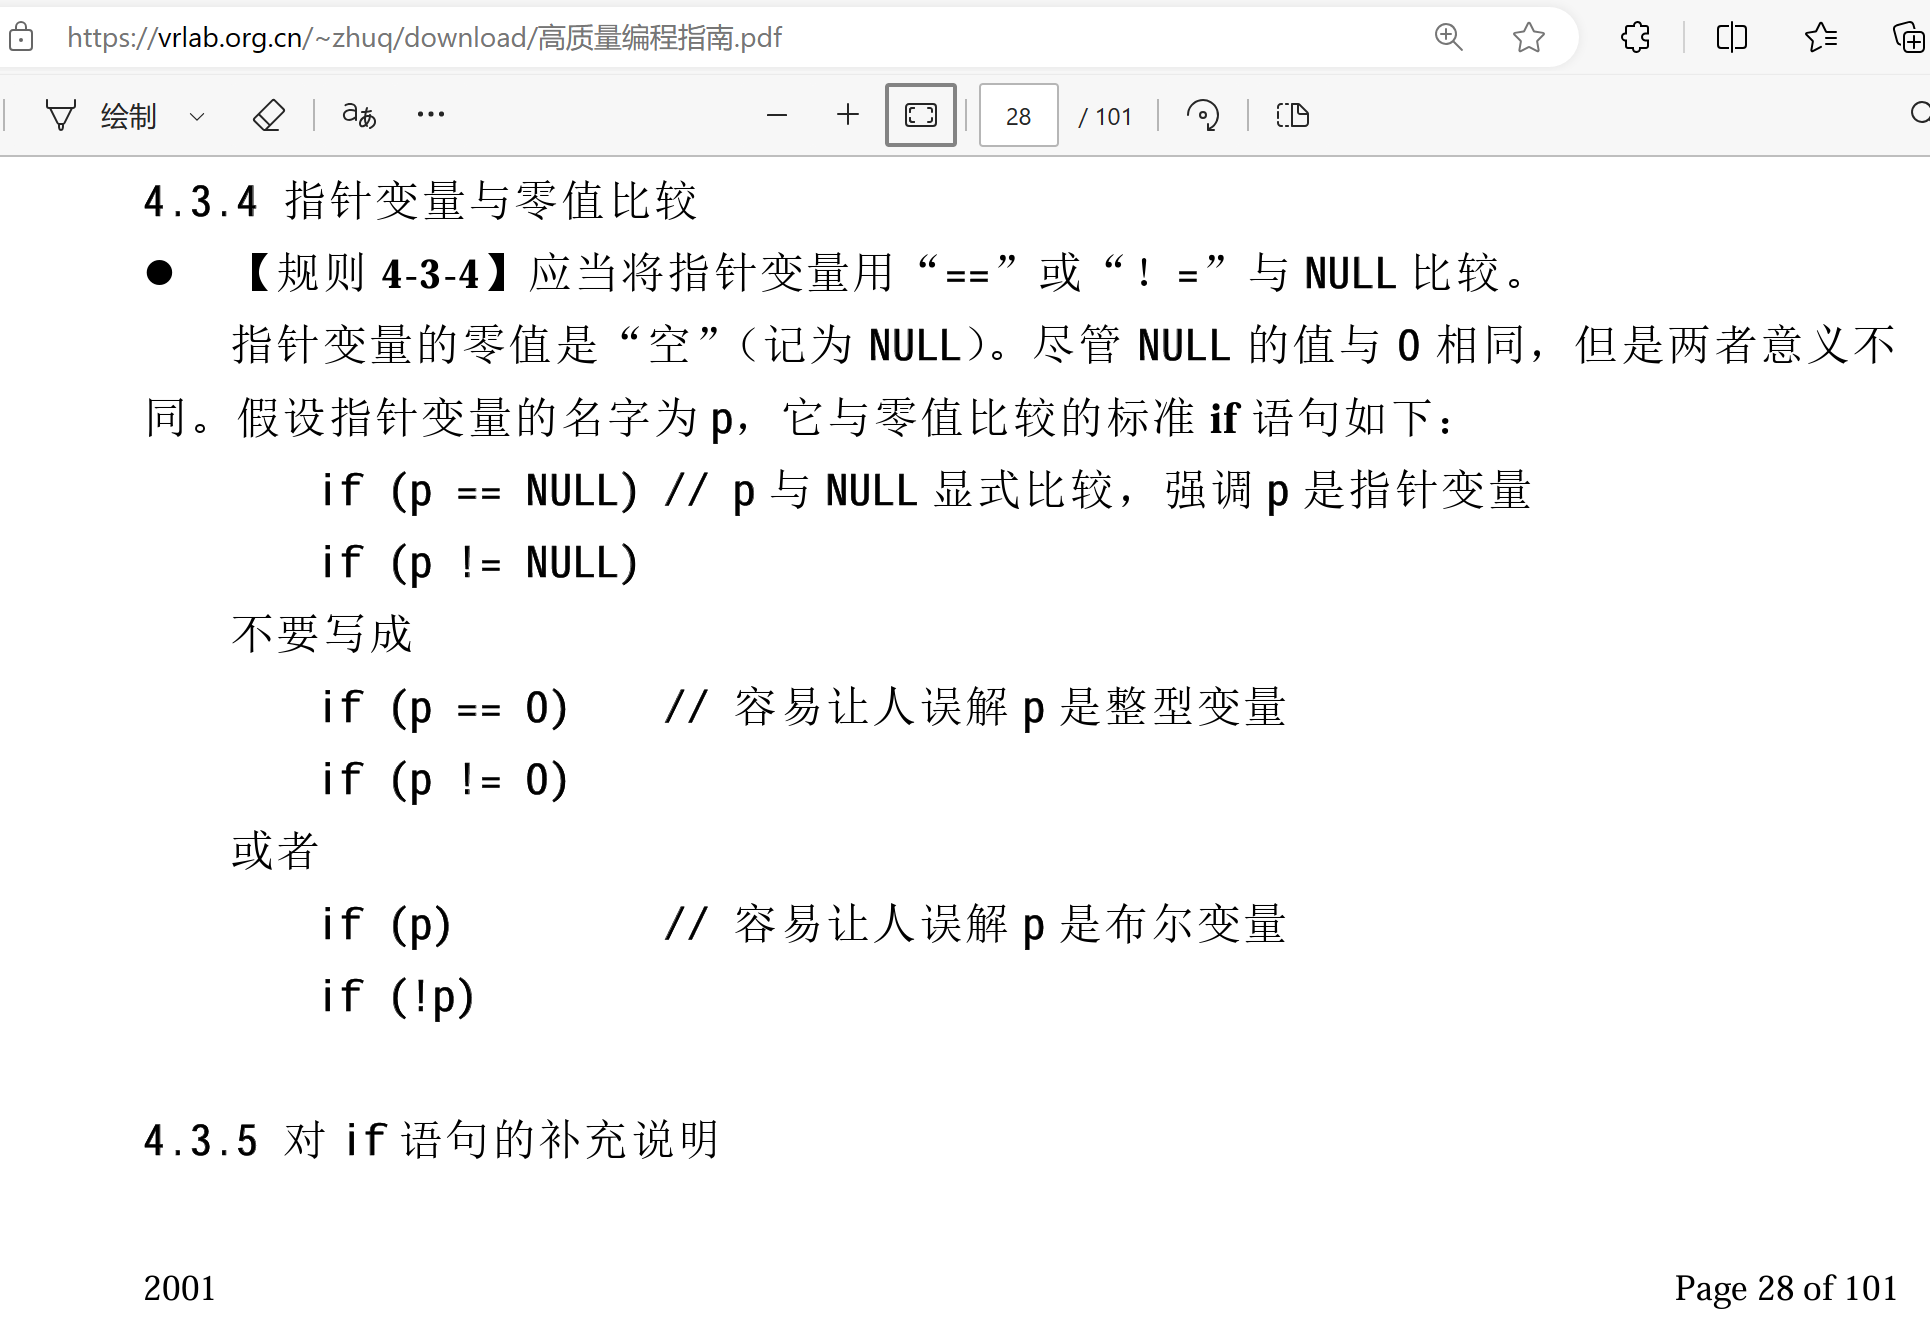 https://vrlab.org.cn/~zhuq/download/高质量编程指南.pdf
绘制 aあ ... 28 / 101
4.3.4 指针变量与零值比较
● 【规则 4-3-4】应当将指针变量用“==”或“！=”与 NULL 比较。
指针变量的零值是“空”（记为 NULL）。尽管 NULL 的值与 0 相同，但是两者意义不
同。假设指针变量的名字为 p，它与零值比较的标准 if 语句如下：
if (p == NULL) // p 与 NULL 显式比较，强调 p 是指针变量
if (p != NULL)
不要写成
if (p == 0) // 容易让人误解 p 是整型变量
if (p != 0)
或者
if (p) // 容易让人误解 p 是布尔变量
if (!p)
4.3.5 对 if 语句的补充说明
2001 Page 28 of 101